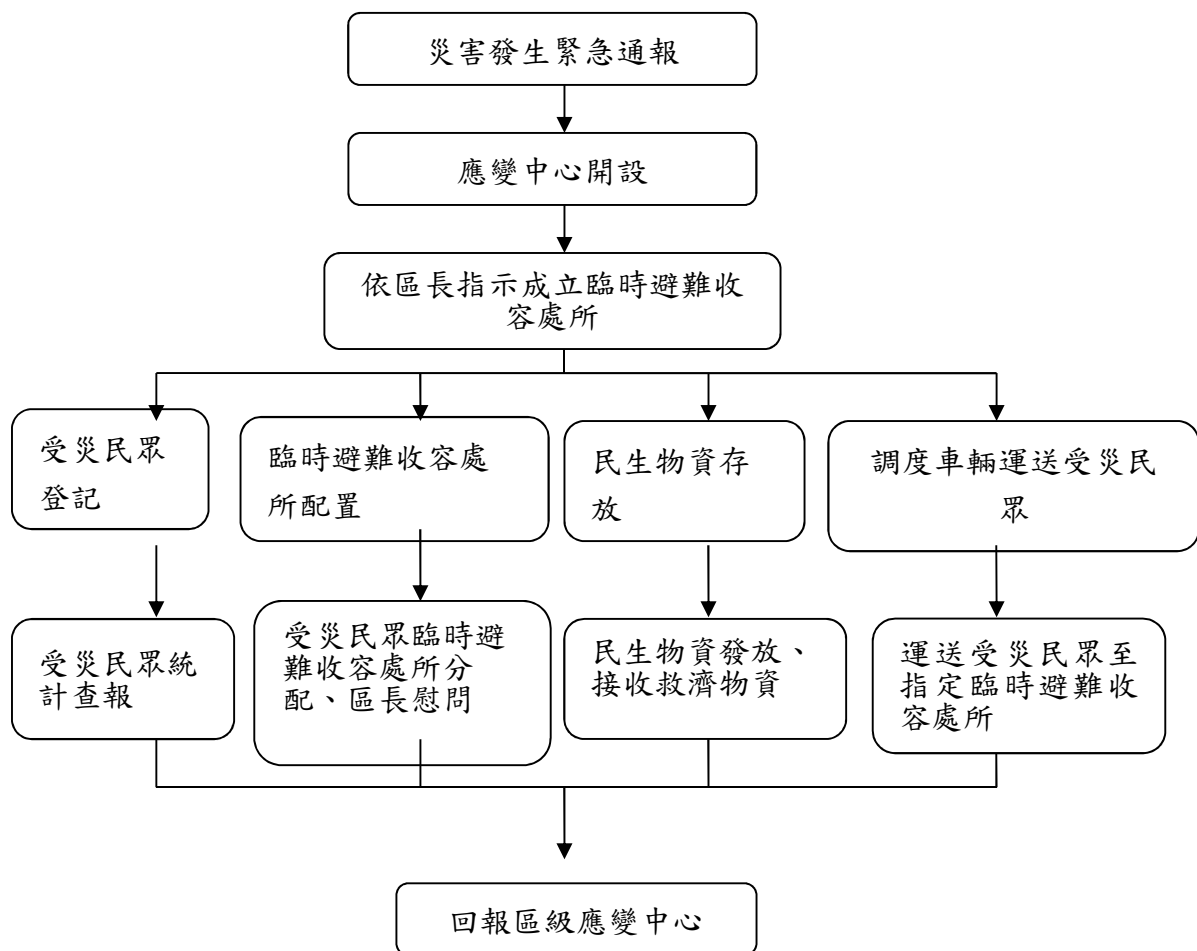 災害發生緊急通報
應變中心開設
依區長指示成立臨時避難收
容處所
受災民眾
登記
臨時避難收容處
所配置
民生物資存
放
調度車輛運送受災民
眾
受災民眾統
計查報
受災民眾臨時避
難收容處所分
配、區長慰問
民生物資發放、
接收救濟物資
運送受災民眾至
指定臨時避難收
容處所
回報區級應變中心